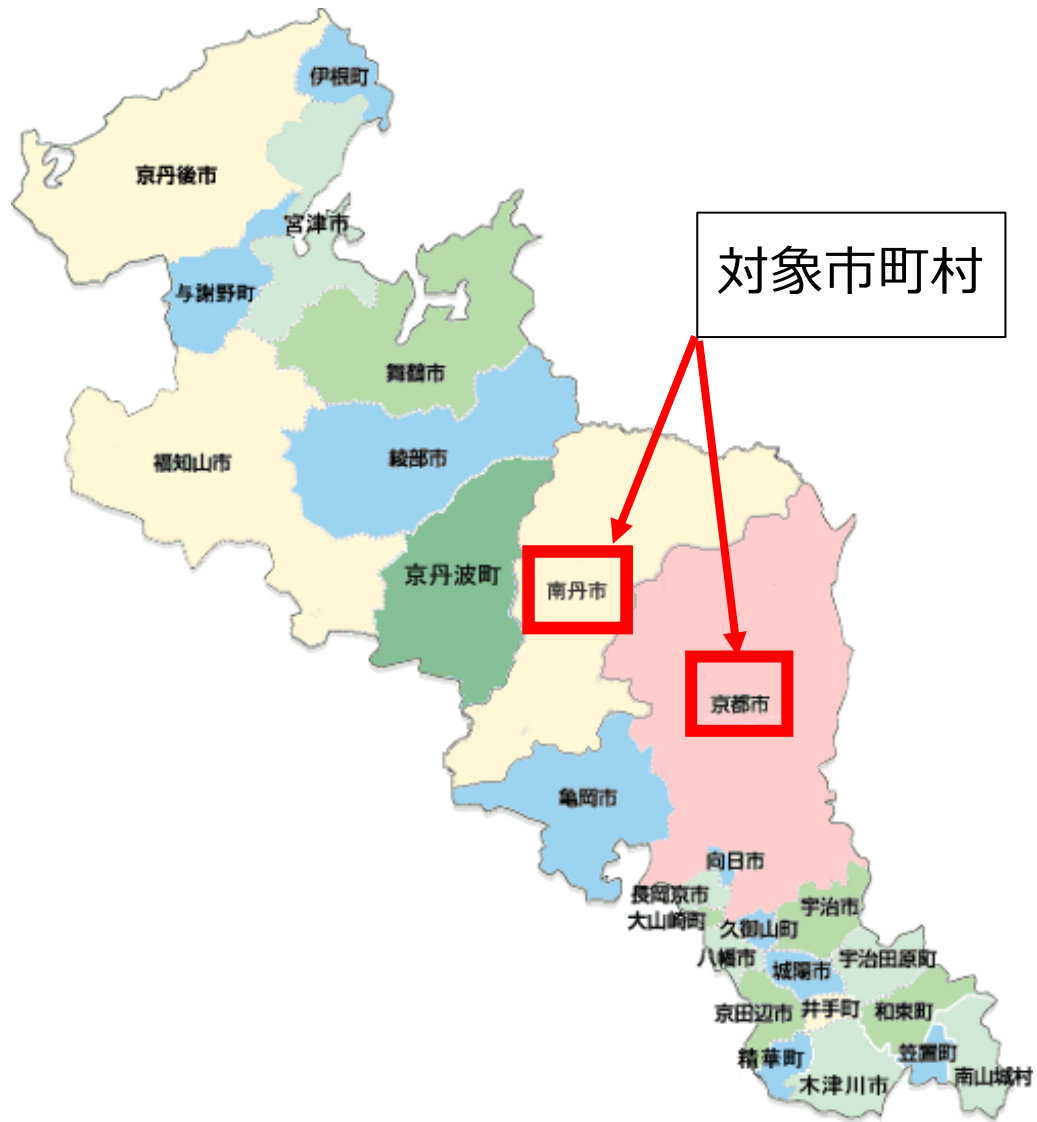 伊根町
京丹後市
宮津市
対象市町村
与謝野町
舞鶴市
綾部市
福知山市
京丹波町
南丹市
京都市
亀岡市
向日市
長岡京市
大山崎町
宇治市
久御山町
八幡市
城陽市
宇治田原町
京田辺市
井手町
和束町
精華町
笠置町
木津川市
南山城村